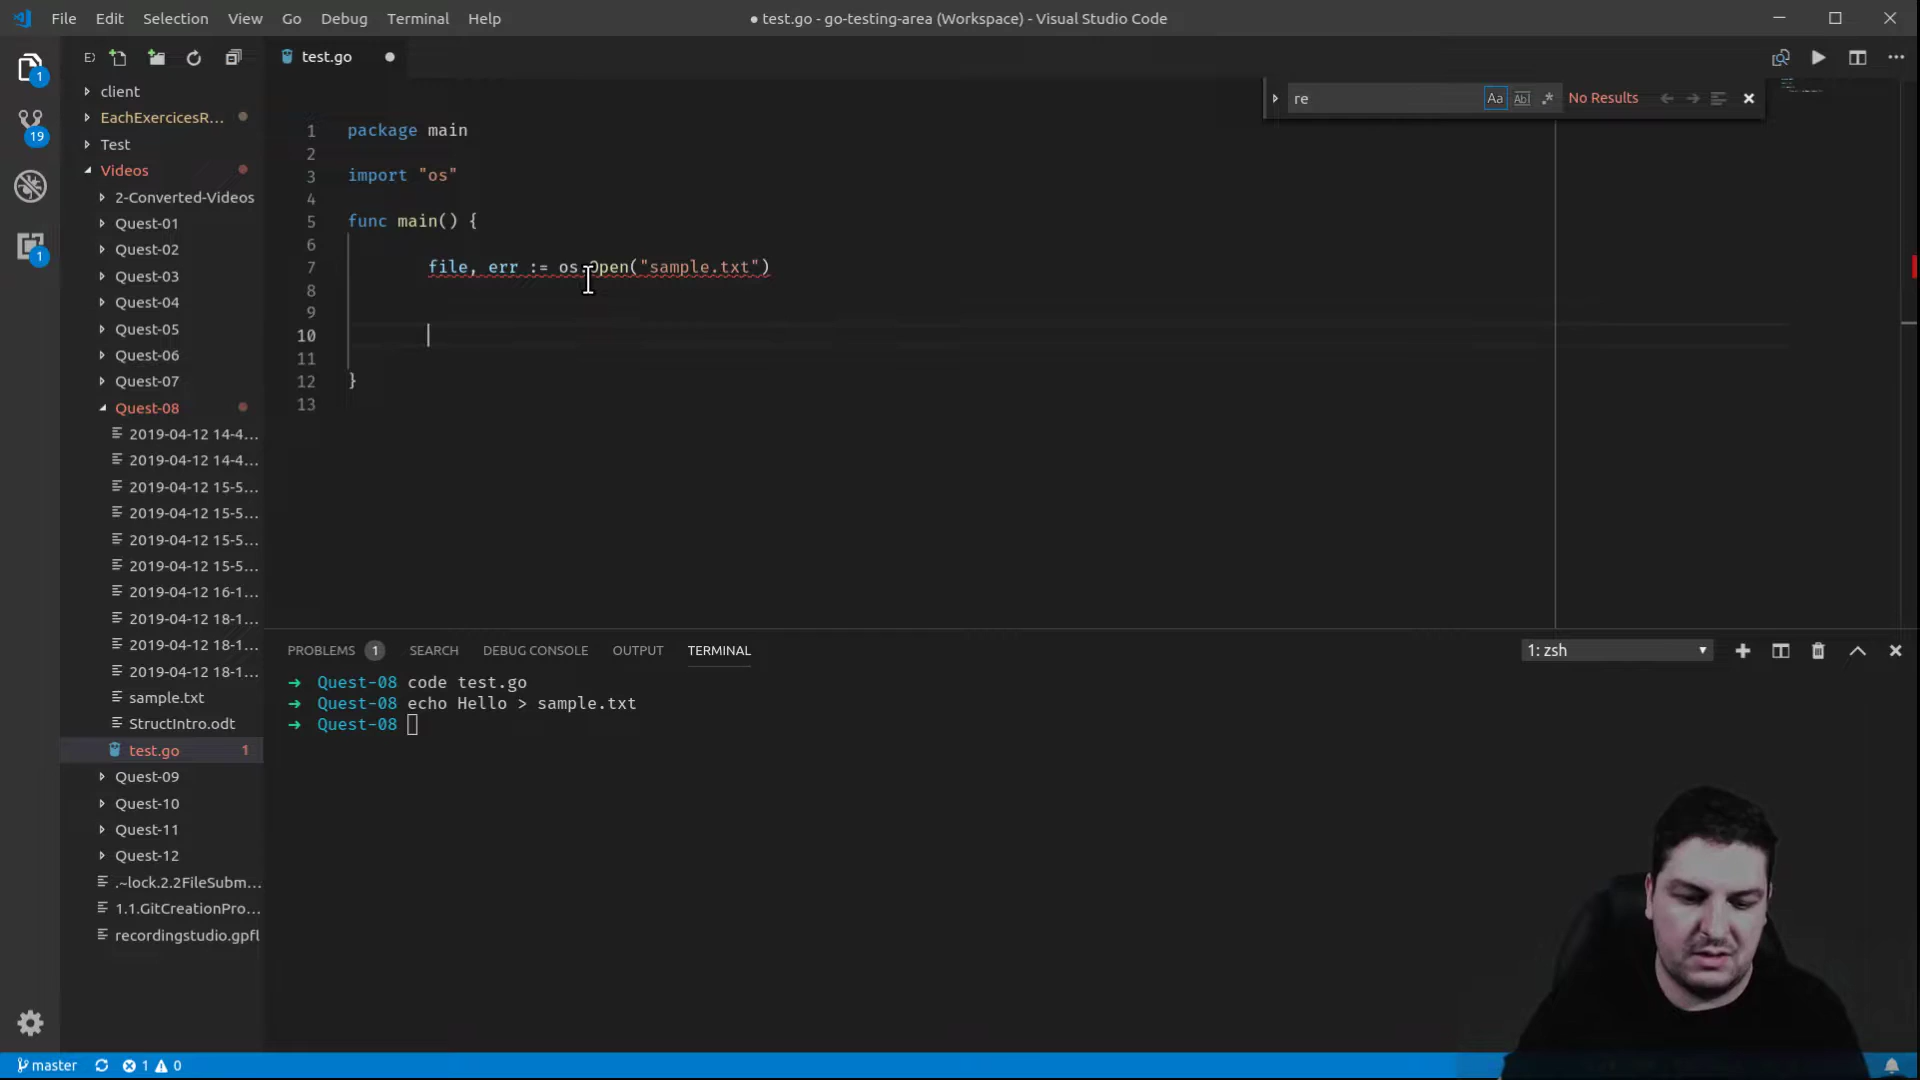 File Edit Selection View Go Debug Terminal Help
● test.go - go-testing-area (Workspace) - Visual Studio Code
test.go
re
Aa
No Results
client
EachExercicesR...
Test
Videos
2-Converted-Videos
Quest-01
Quest-02
Quest-03
Quest-04
Quest-05
Quest-06
Quest-07
Quest-08
2019-04-12 14-4...
2019-04-12 14-4...
2019-04-12 15-5...
2019-04-12 15-5...
2019-04-12 15-5...
2019-04-12 15-5...
2019-04-12 16-1...
2019-04-12 18-1...
2019-04-12 18-1...
2019-04-12 18-1...
sample.txt
StructIntro.odt
test.go 1
Quest-09
Quest-10
Quest-11
Quest-12
.~lock.2.2FileSubm...
1.1.GitCreationPro...
recordingstudio.gpfl
1
19
1
1 package main
2
3 import "os"
4
5 func main() {
6
7 file, err := os.Open("sample.txt")
8
9
10
11
12 }
13
PROBLEMS 1 SEARCH DEBUG CONSOLE OUTPUT TERMINAL
1: zsh
➜ Quest-08 code test.go
➜ Quest-08 echo Hello > sample.txt
➜ Quest-08
master 1 0